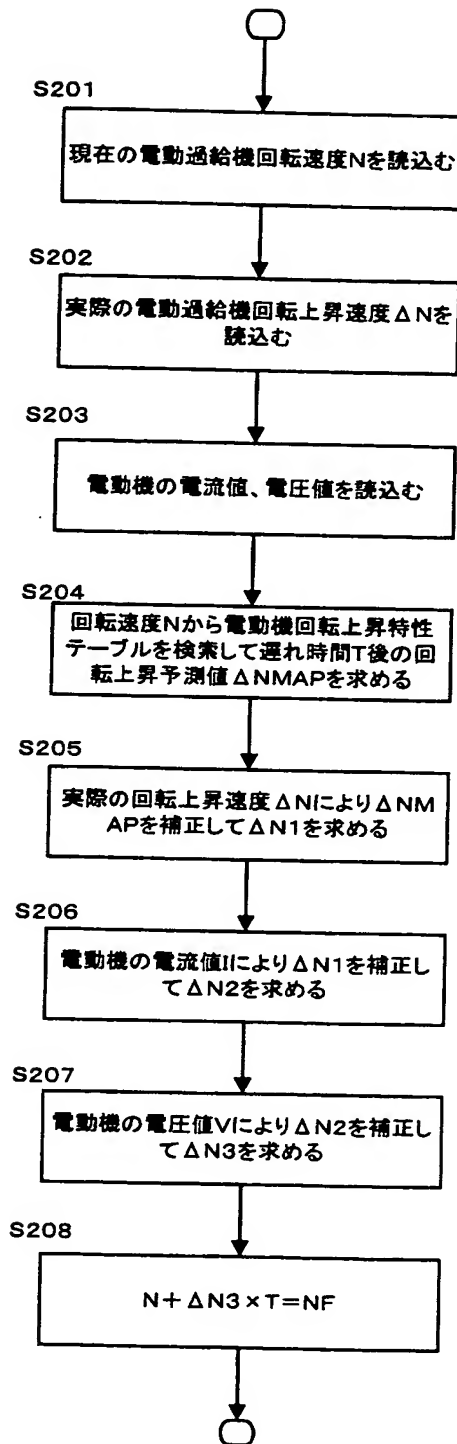 S201
現在の電動過給機回転速度Nを読込む
S202
実際の電動過給機回転上昇速度ΔNを
読込む
S203
電動機の電流値、電圧値を読込む
S204
回転速度Nから電動機回転上昇特性
テーブルを検索して遅れ時間T後の回
転上昇予測値ΔNMAPを求める
S205
実際の回転上昇速度ΔNによりΔNM
APを補正してΔN1を求める
S206
電動機の電流値IによりΔN1を補正し
てΔN2を求める
S207
電動機の電圧値VによりΔN2を補正し
てΔN3を求める
S208
N+ΔN3×T=NF